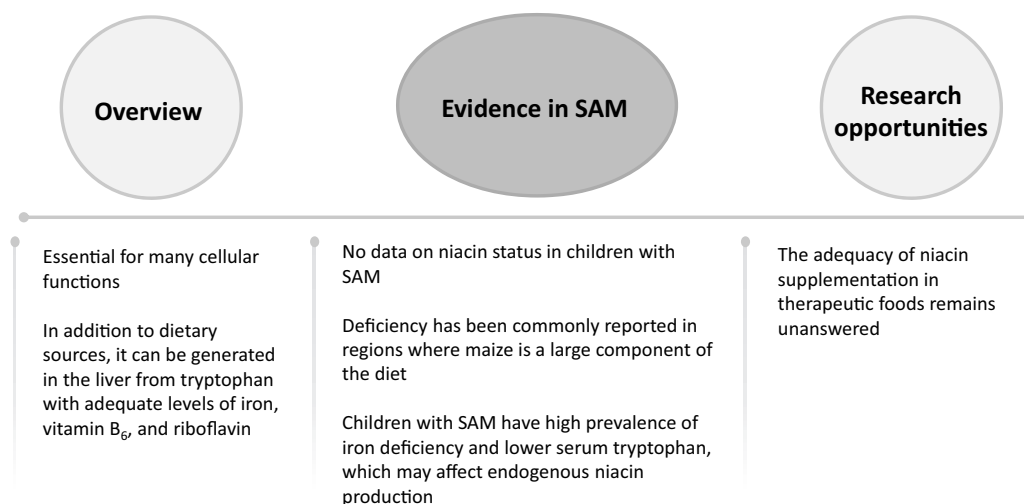 Overview
Evidence in SAM
Research
opportunities
Essential for many cellular
functions
In addition to dietary
sources, it can be generated
in the liver from tryptophan
with adequate levels of iron,
vitamin B₆, and riboflavin
No data on niacin status in children with
SAM
Deficiency has been commonly reported in
regions where maize is a large component of
the diet
Children with SAM have high prevalence of
iron deficiency and lower serum tryptophan,
which may affect endogenous niacin
production
The adequacy of niacin
supplementation in
therapeutic foods remains
unanswered